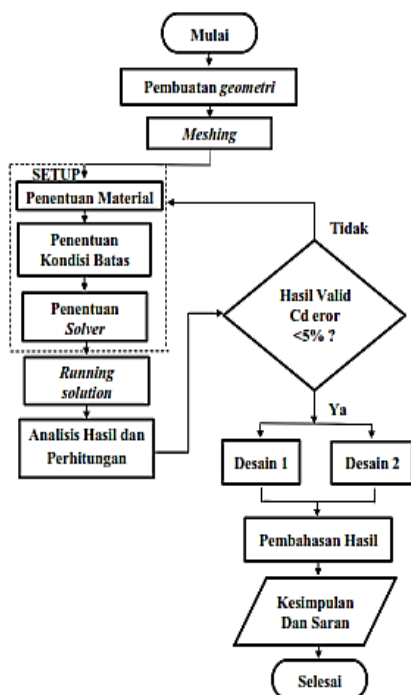 Mulai
Pembuatan geometri
Meshing
SETUP
Penentuan Material
Penentuan
Kondisi Batas
Penentuan
Solver
Running
solution
Analisis Hasil dan
Perhitungan
Tidak
Hasil Valid
Cd eror
<5% ?
Ya
Desain 1
Desain 2
Pembahasan Hasil
Kesimpulan
Dan Saran
Selesai